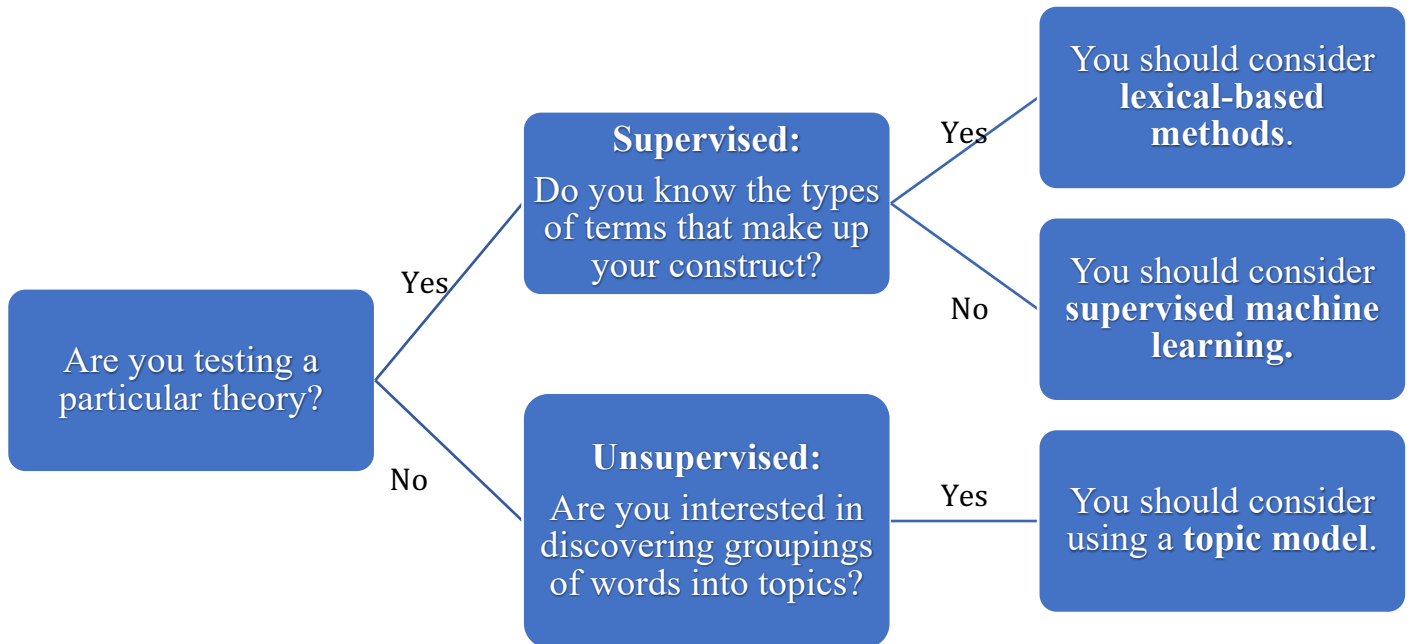 Are you testing a
particular theory?
Yes
No
Supervised:
Do you know the types
of terms that make up
your construct?
Yes
No
You should consider
lexical-based
methods.
You should consider
supervised machine
learning.
Unsupervised:
Are you interested in
discovering groupings
of words into topics?
Yes
You should consider
using a topic model.